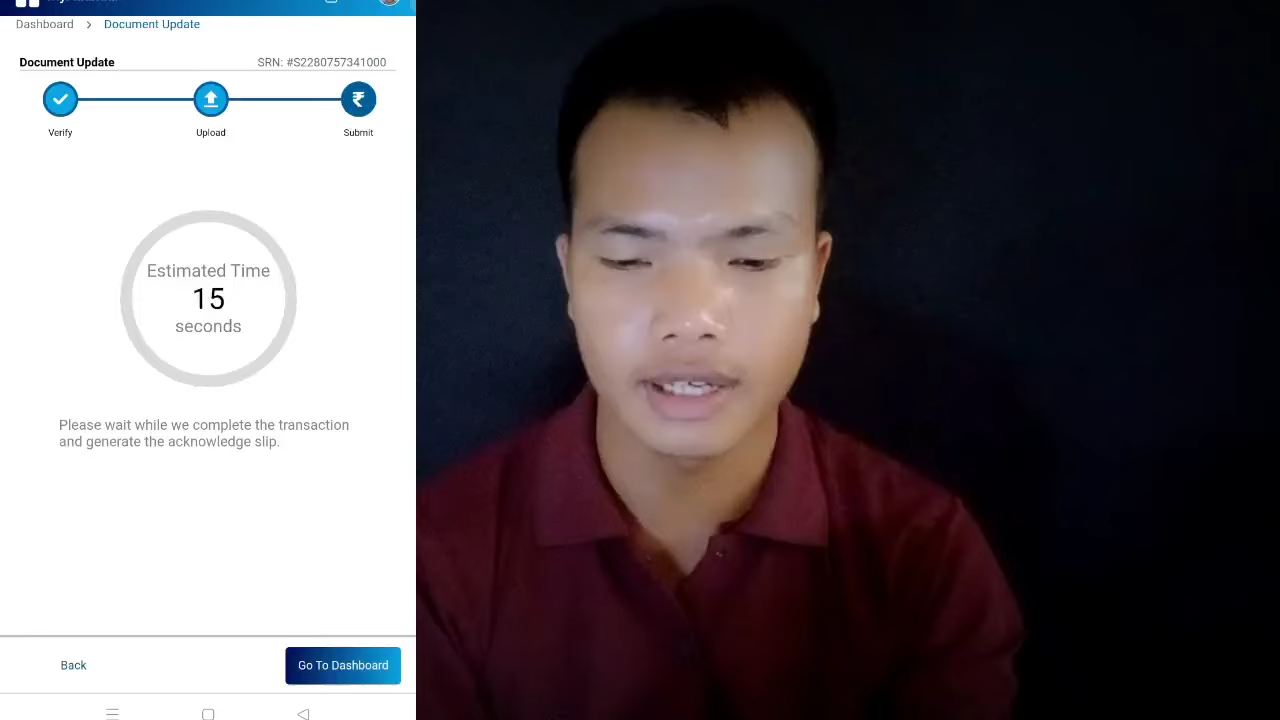 Dashboard > Document Update
Document Update SRN: #S2280757341000
Verify Upload Submit
Estimated Time
15
seconds
Please wait while we complete the transaction
and generate the acknowledge slip.
Back Go To Dashboard